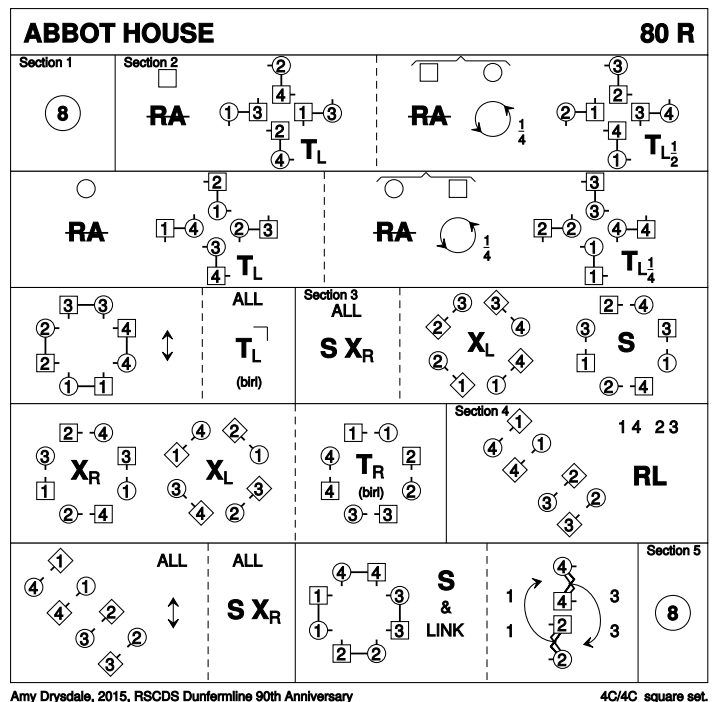 ABBOT HOUSE 80 R
Section 1
8
Section 2
RA
2
4
1 3 1 3
2
4
TL
RA
1/4
3
2
2 1 3 4
4
1
TL 1/2
RA
2
1
1 4 2 3
3
4
TL
RA
1/4
3
3
2 2 4 4
1
1
TL 1/4
3 3
2 4
2 4
1 1
ALL
TL
(birl)
Section 3
ALL
S XR
3 3
2 4
XL
2 4
1 1
2 4
3 3
S
1 1
2 4
2 4
3 3
XR
1 1
2 4
4 2
1 1
XL
3 3
4 2
1 1
4 2
TR
4 2
(birl)
3 3
Section 4
1
4 1
4
2
3 2
3
1 4 2 3
RL
1
4 1
4 2
3 2
3
ALL
ALL
S XR
4 4
1 3
1 3
2 2
S
&
LINK
4
1 4 3
1 2 3
2
Section 5
8
Amy Drysdale, 2015, RSCDS Dunfermline 90th Anniversary 4C/4C square set.